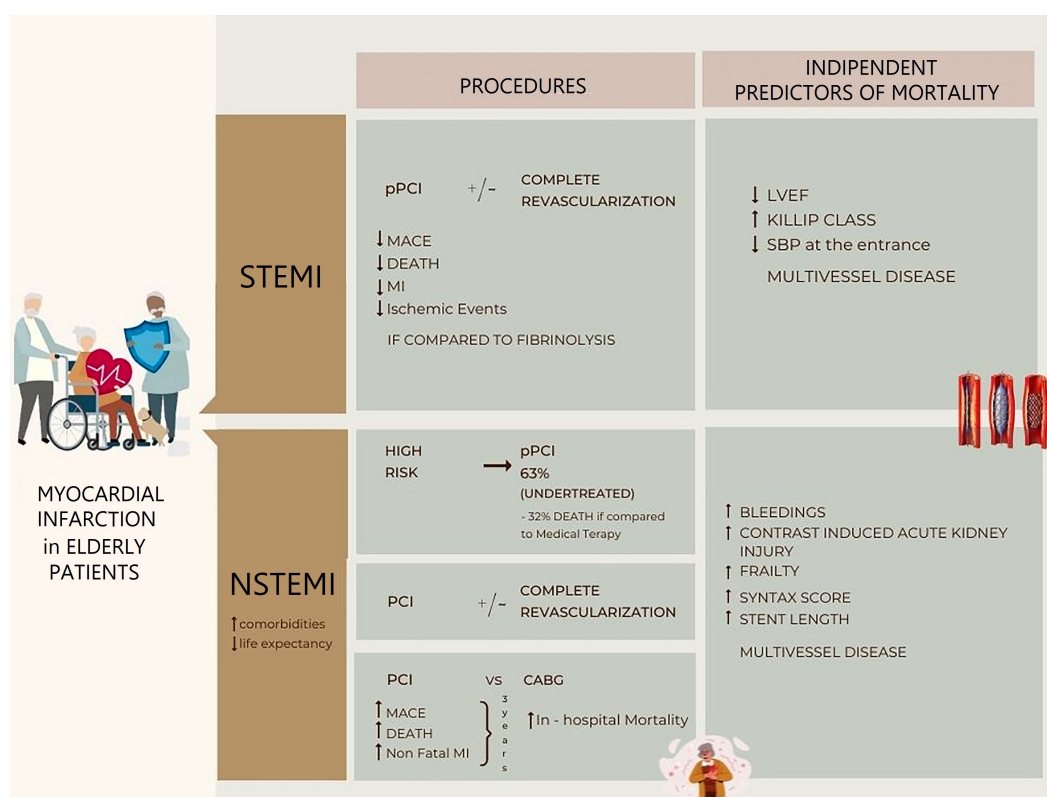 PROCEDURES
INDIPENDENT
PREDICTORS OF MORTALITY
MYOCARDIAL
INFARCTION
in ELDERLY
PATIENTS
STEMI
pPCI +/- COMPLETE
REVASCULARIZATION
↓ MACE
↓ DEATH
↓ MI
↓ Ischemic Events
IF COMPARED TO FIBRINOLYSIS
↓ LVEF
↑ KILLIP CLASS
↓ SBP at the entrance
MULTIVESSEL DISEASE
NSTEMI
↑ comorbidities
↓ life expectancy
HIGH
RISK
→ pPCI
63%
(UNDERTREATED)
- 32% DEATH if compared
to Medical Terapy
PCI +/- COMPLETE
REVASCULARIZATION
PCI vs CABG
↑ MACE
↑ DEATH
↑ Non Fatal MI
3 years
↑ In - hospital Mortality
↑ BLEEDINGS
↑ CONTRAST INDUCED ACUTE KIDNEY
INJURY
↑ FRAILTY
↑ SYNTAX SCORE
↑ STENT LENGTH
MULTIVESSEL DISEASE